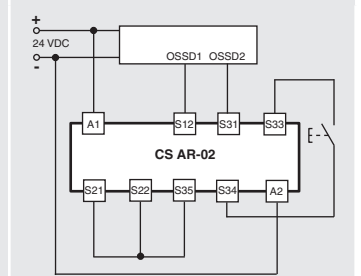 +
24 VDC
-
OSSD1 OSSD2
A1 S12 S31 S33
CS AR-02
S21 S22 S35 S34 A2